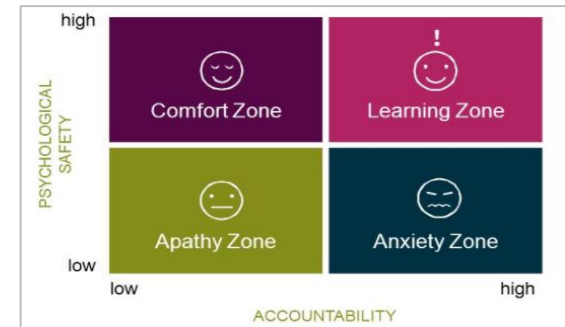 high
!
Comfort Zone
Learning Zone
PSYCHOLOGICAL
SAFETY
Apathy Zone
Anxiety Zone
low
low
high
ACCOUNTABILITY